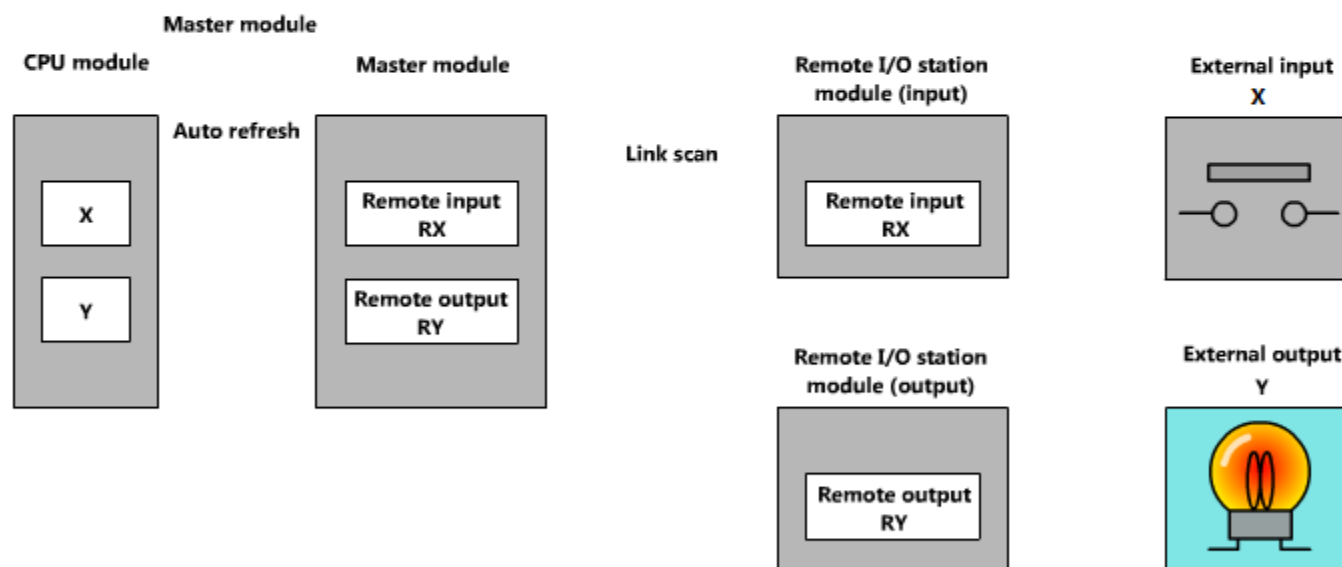 Master module
CPU module
Master module
Remote I/O station
module (input)
External input
X
Auto refresh
Link scan
X
Remote input
RX
Remote input
RX
Y
Remote output
RY
Remote I/O station
module (output)
External output
Y
Remote output
RY